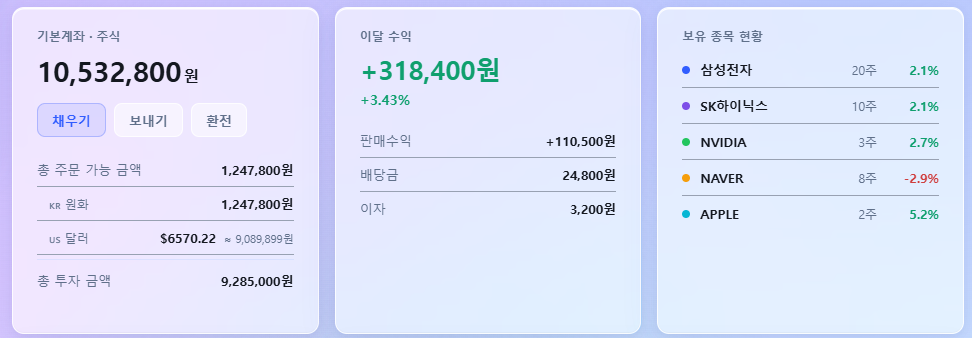 기본계좌 · 주식
10,532,800원
채우기 보내기 환전
총 주문 가능 금액 1,247,800원
KR 원화 1,247,800원
US 달러 $6570.22 ≈ 9,089,899원
총 투자 금액 9,285,000원
이달 수익
+318,400원
+3.43%
판매수익 +110,500원
배당금 24,800원
이자 3,200원
보유 종목 현황
삼성전자 20주 2.1%
SK하이닉스 10주 2.1%
NVIDIA 3주 2.7%
NAVER 8주 -2.9%
APPLE 2주 5.2%